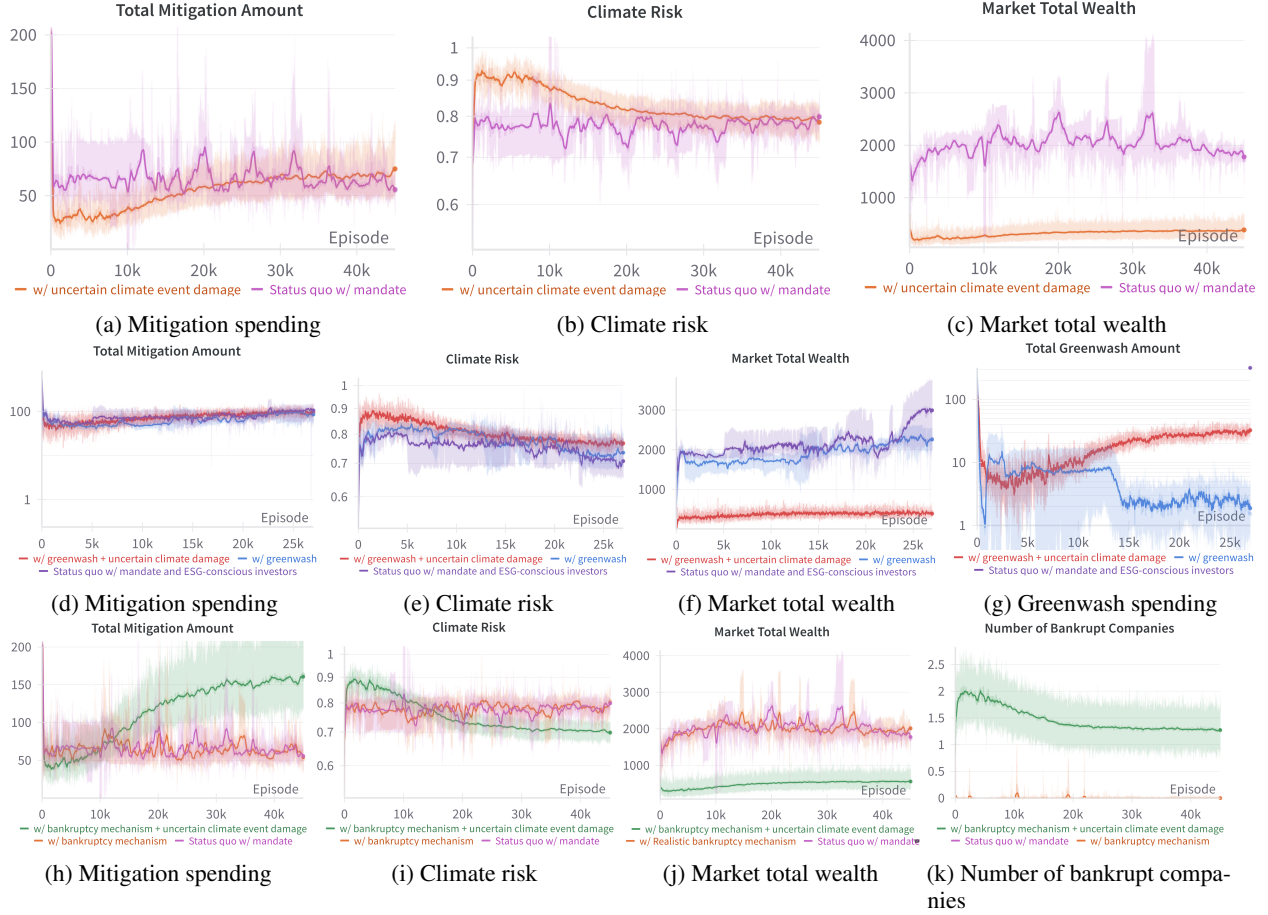 Total Mitigation Amount
200
150
100
50
0 10k 20k 30k 40k
Episode
w/ uncertain climate event damage Status quo w/ mandate
(a) Mitigation spending
Climate Risk
1
0.9
0.8
0.7
0.6
0 10k 20k 30k 40k
Episode
w/ uncertain climate event damage Status quo w/ mandate
(b) Climate risk
Market Total Wealth
4000
3000
2000
1000
0 10k 20k 30k 40k
Episode
w/ uncertain climate event damage Status quo w/ mandate
(c) Market total wealth
Total Mitigation Amount
100
1
0 5k 10k 15k 20k 25k
Episode
w/ greenwash + uncertain climate damage w/ greenwash
Status quo w/ mandate and ESG-conscious investors
(d) Mitigation spending
Climate Risk
1
0.9
0.8
0.7
0.6
0 5k 10k 15k 20k 25k
Episode
w/ greenwash + uncertain climate damage w/ greenwash
Status quo w/ mandate and ESG-conscious investors
(e) Climate risk
Market Total Wealth
3000
2000
1000
0 5k 10k 15k 20k 25k
Episode
w/ greenwash + uncertain climate damage w/ greenwash
Status quo w/ mandate and ESG-conscious investors
(f) Market total wealth
Total Greenwash Amount
100
10
1
0 5k 10k 15k 20k 25k
Episode
w/ greenwash + uncertain climate damage w/ greenwash
Status quo w/ mandate and ESG-conscious investors
(g) Greenwash spending
Total Mitigation Amount
200
150
100
50
0 10k 20k 30k 40k
Episode
w/ bankruptcy mechanism + uncertain climate event damage
w/ bankruptcy mechanism Status quo w/ mandate
(h) Mitigation spending
Climate Risk
1
0.9
0.8
0.7
0.6
0 10k 20k 30k 40k
Episode
w/ bankruptcy mechanism + uncertain climate event damage
w/ bankruptcy mechanism Status quo w/ mandate
(i) Climate risk
Market Total Wealth
4000
3000
2000
1000
0 10k 20k 30k 40k
Episode
w/ bankruptcy mechanism + uncertain climate event damage
w/ Realistic bankruptcy mechanism Status quo w/ mandate
(j) Market total wealth
Number of Bankrupt Companies
2.5
2
1.5
1
0.5
0
0 10k 20k 30k 40k
Episode
w/ bankruptcy mechanism + uncertain climate event damage
Status quo w/ mandate w/ bankruptcy mechanism
(k) Number of bankrupt compa-
nies